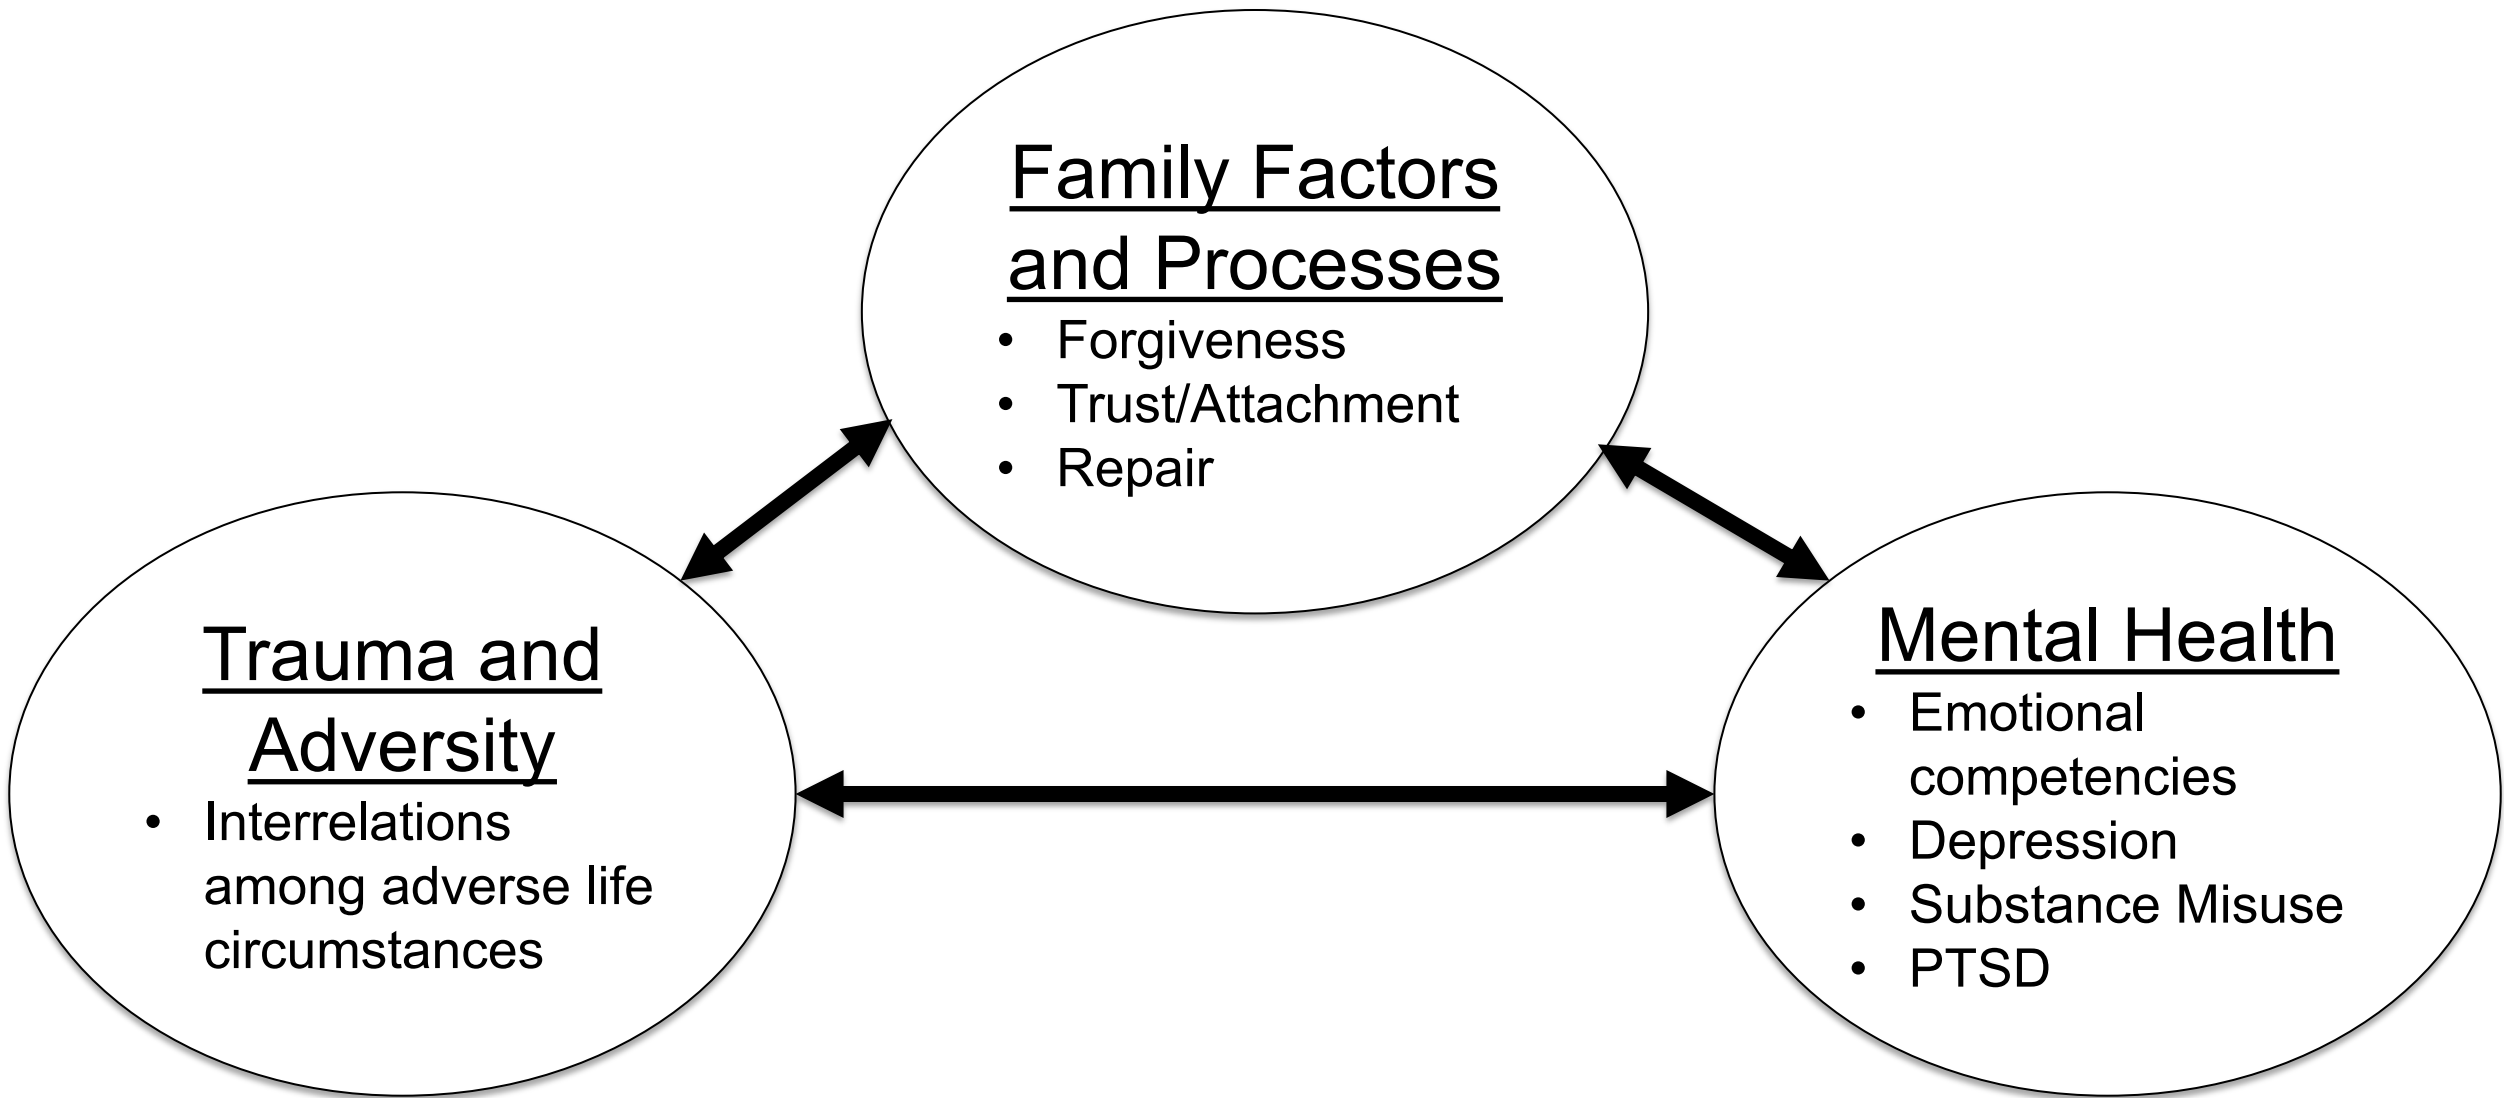 Family Factors
and Processes
• Forgiveness
• Trust/Attachment
• Repair
Trauma and
Adversity
• Interrelations
among adverse life
circumstances
Mental Health
• Emotional
competencies
• Depression
• Substance Misuse
• PTSD